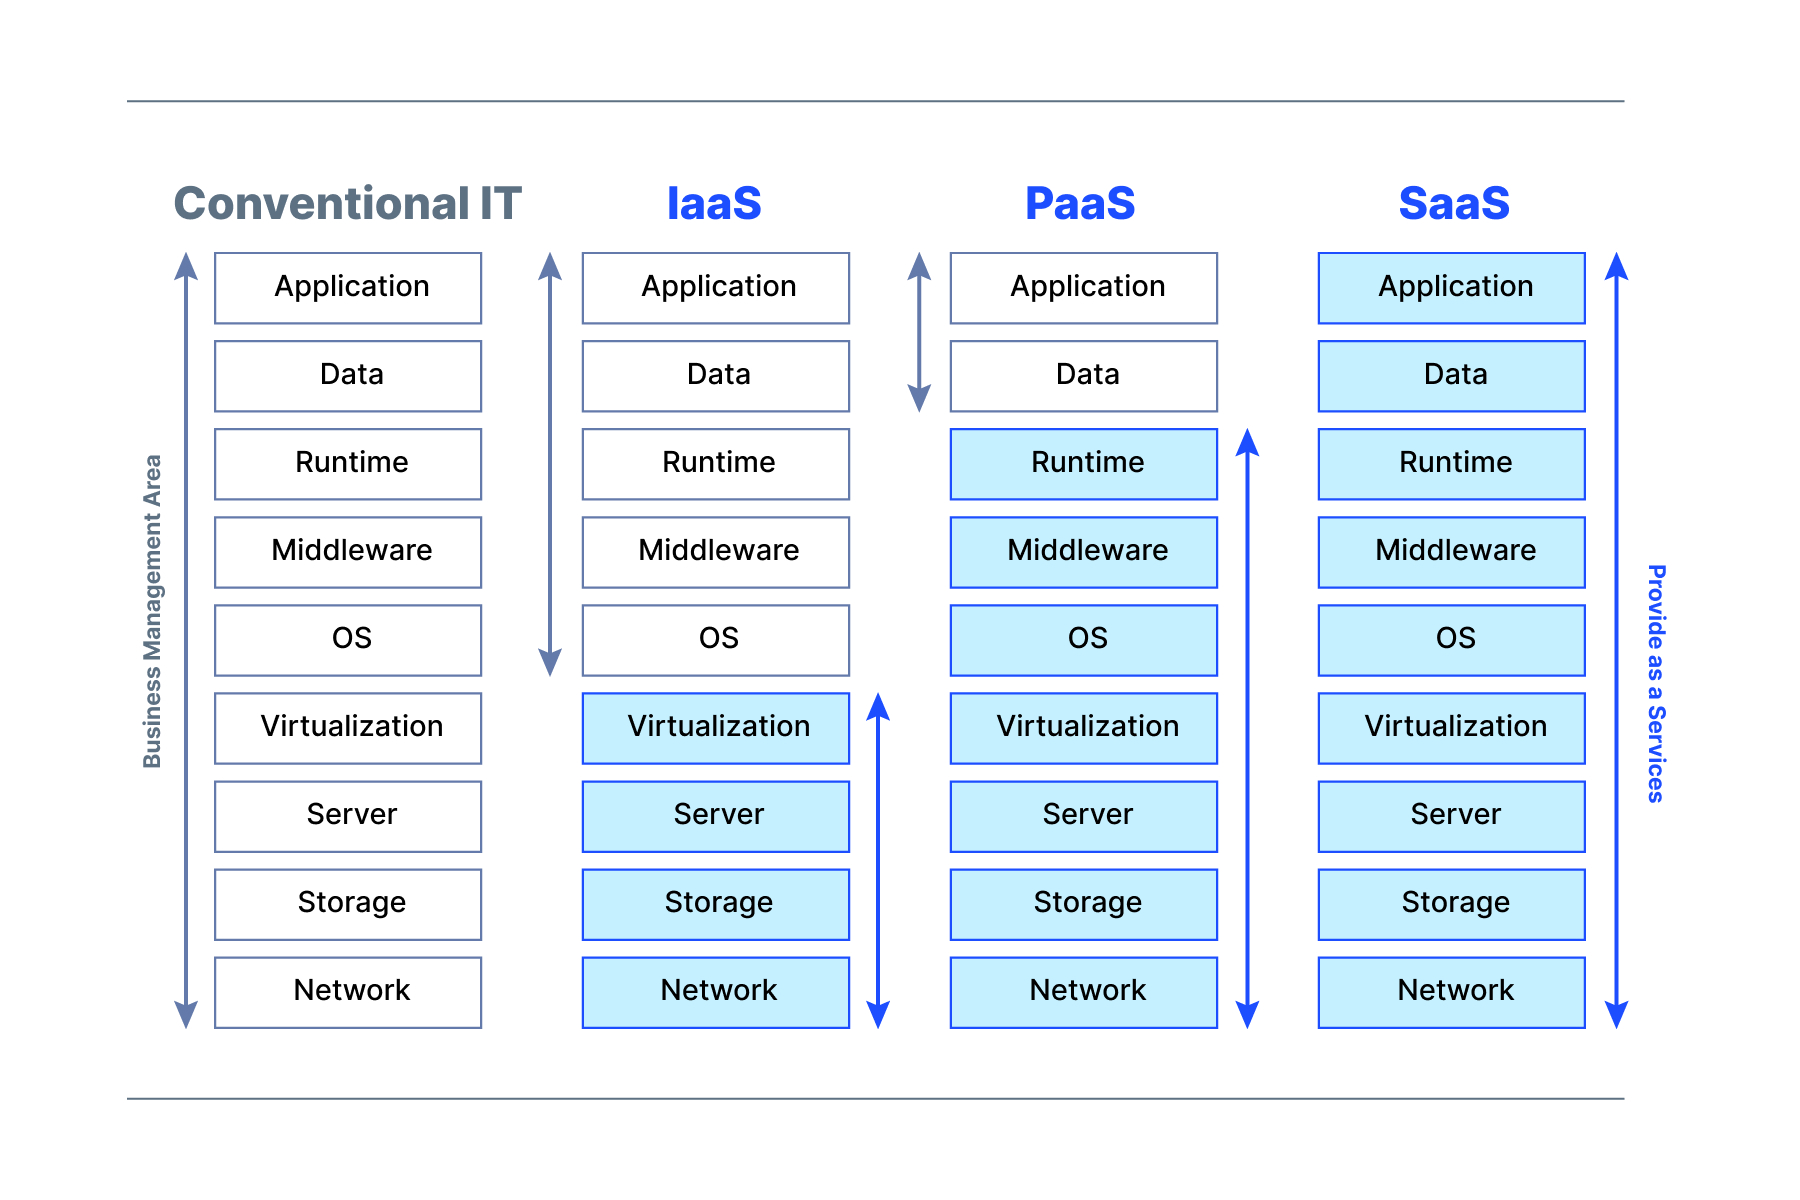 Conventional IT
Application
Data
Runtime
Middleware
OS
Virtualization
Server
Storage
Network
Business Management Area
IaaS
Application
Data
Runtime
Middleware
OS
Virtualization
Server
Storage
Network
PaaS
Application
Data
Runtime
Middleware
OS
Virtualization
Server
Storage
Network
SaaS
Application
Data
Runtime
Middleware
OS
Virtualization
Server
Storage
Network
Provide as a Services